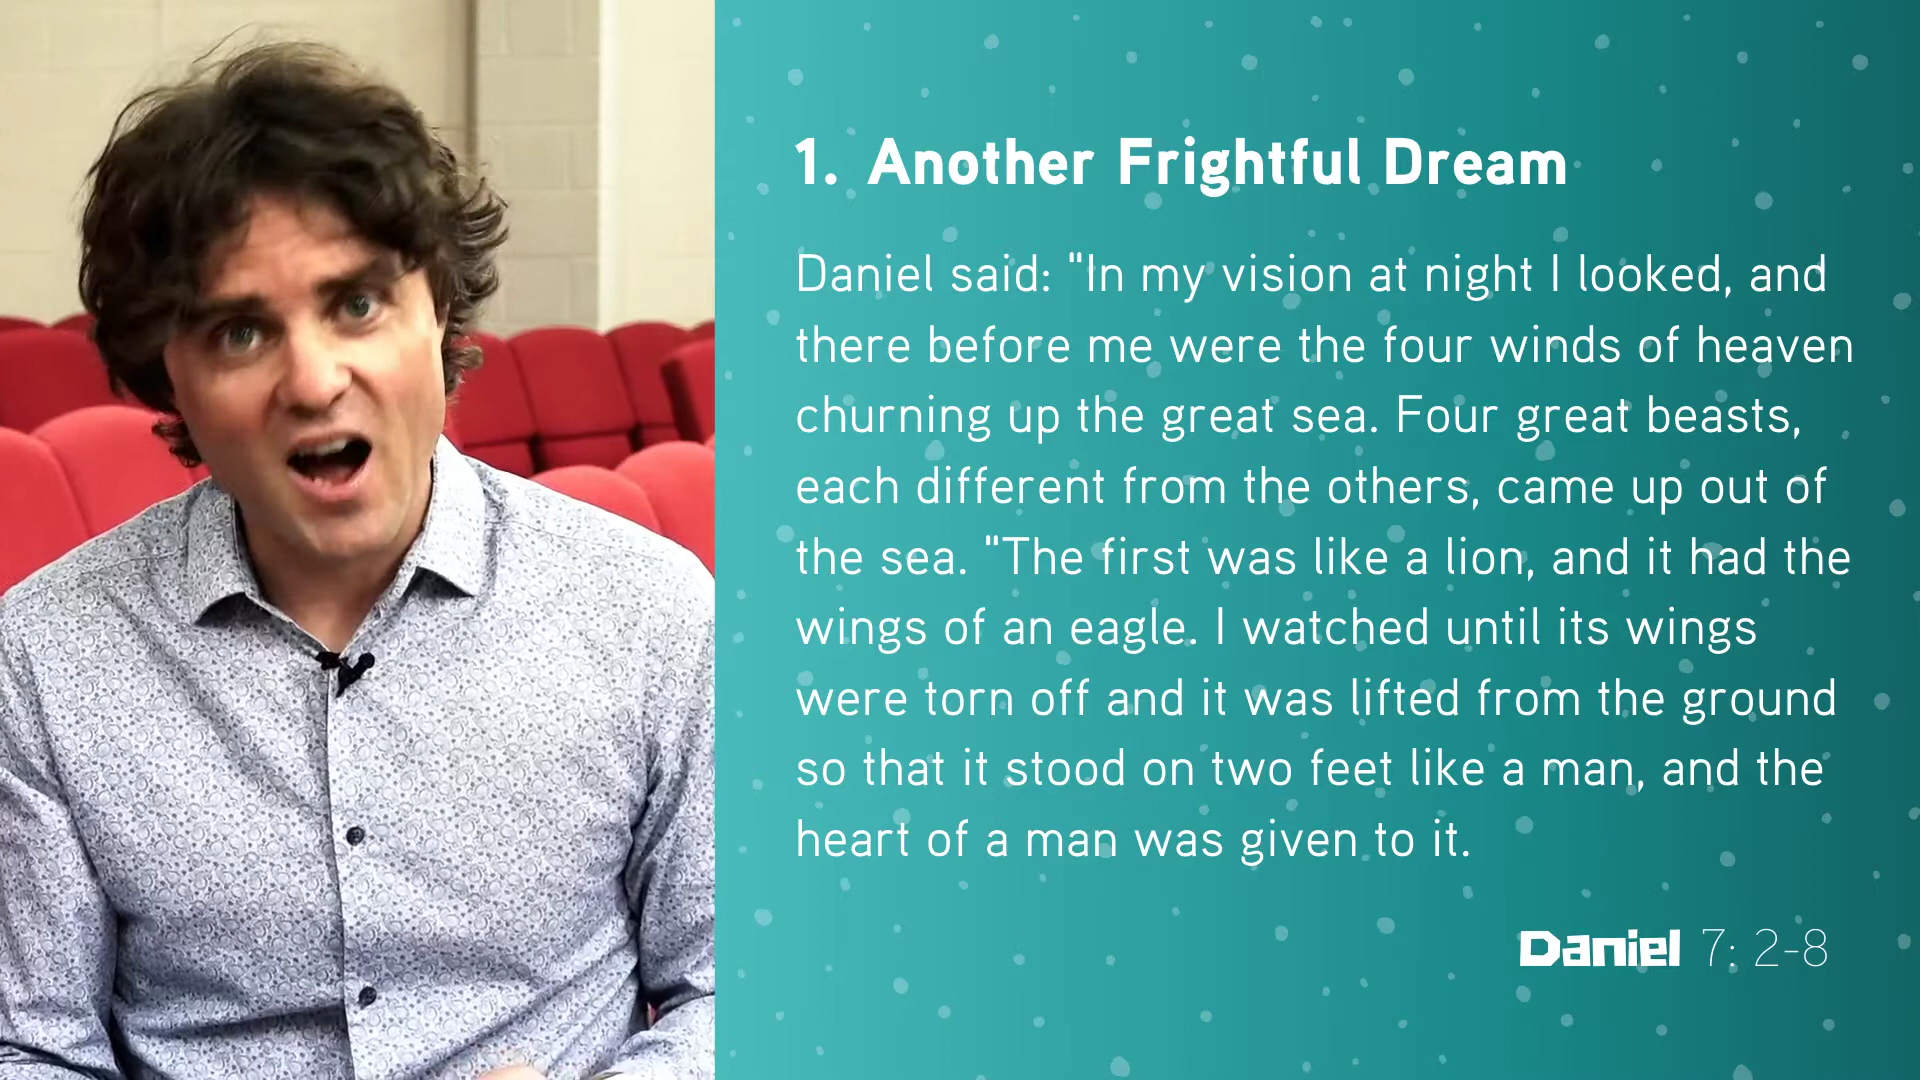 1. Another Frightful Dream
Daniel said: "In my vision at night I looked, and
there before me were the four winds of heaven
churning up the great sea. Four great beasts,
each different from the others, came up out of
the sea. "The first was like a lion, and it had the
wings of an eagle. I watched until its wings
were torn off and it was lifted from the ground
so that it stood on two feet like a man, and the
heart of a man was given to it.
Daniel 7: 2-8